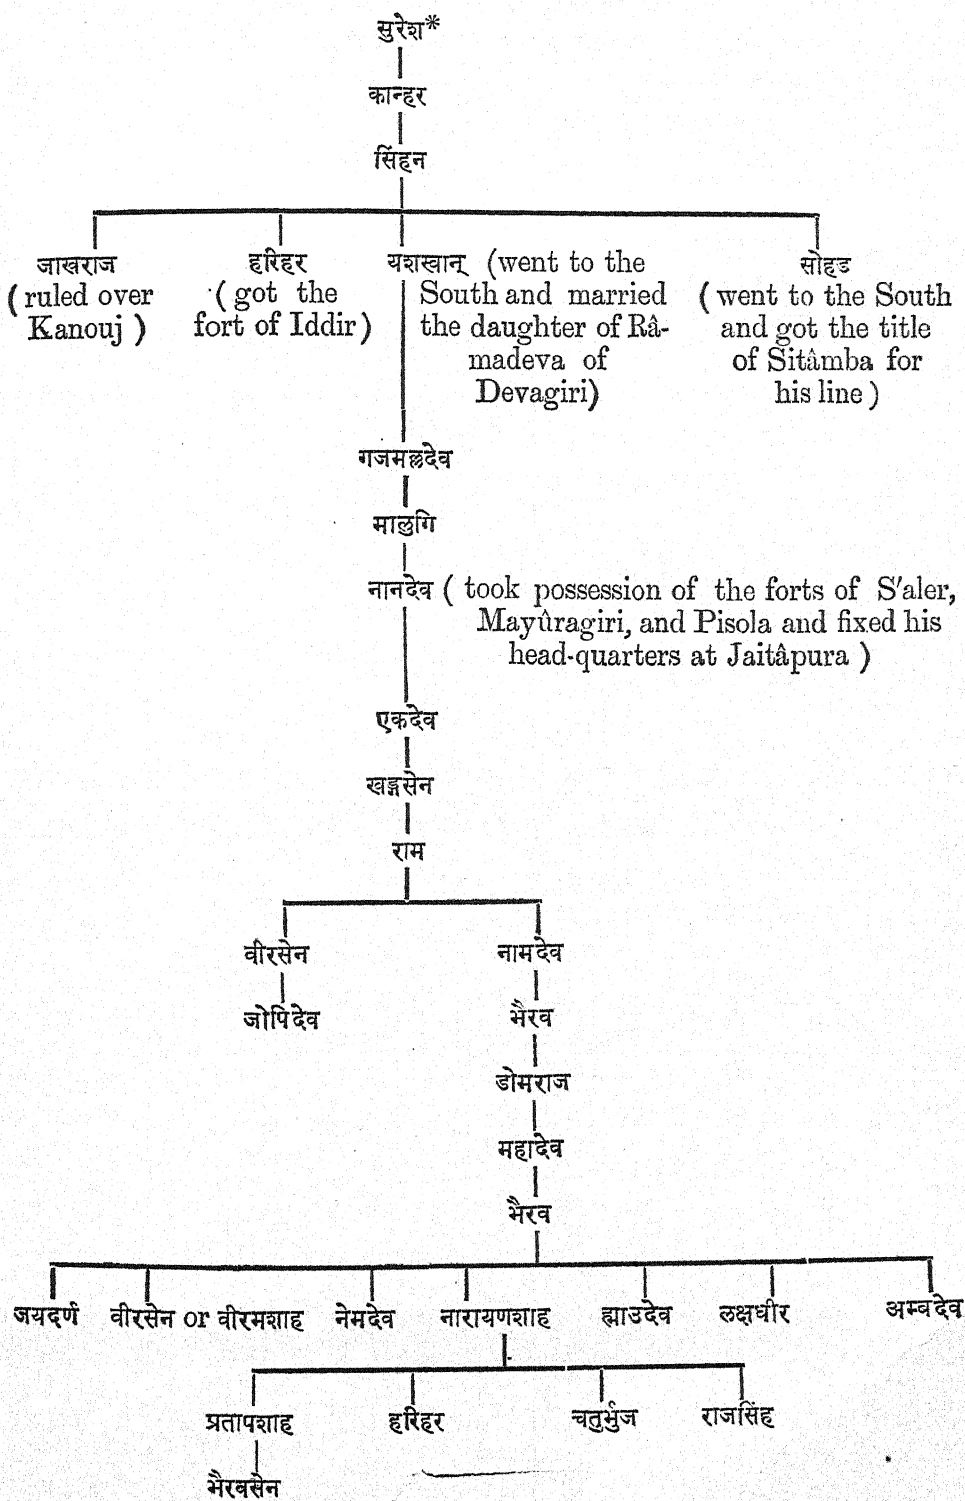 सुरेश*
कान्हर
सिंहन
जाखराज हरिहर यशस्वान् (went to the सोहड
(ruled over (got the South and married (went to the South
Kanouj) fort of Iddir) the daughter of Râ- and got the title
madeva of of Sitâmba for
Devagiri) his line)
गजमल्लदेव
मालुगि
नानदेव (took possession of the forts of S'aler,
Mayûragiri, and Pisola and fixed his
head-quarters at Jaitâpura)
एकदेव
खड्गसेन
राम
वीरसेन नामदेव
जोपिदेव भैरव
डोमराज
महादेव
भैरव
जयदर्ण वीरसेन or वीरमशाह नेमदेव नारायणशाह ह्माउदेव लक्षधीर अम्बदेव
प्रतापशाह हरिहर चतुर्भुज राजसिंह
भैरवसेन